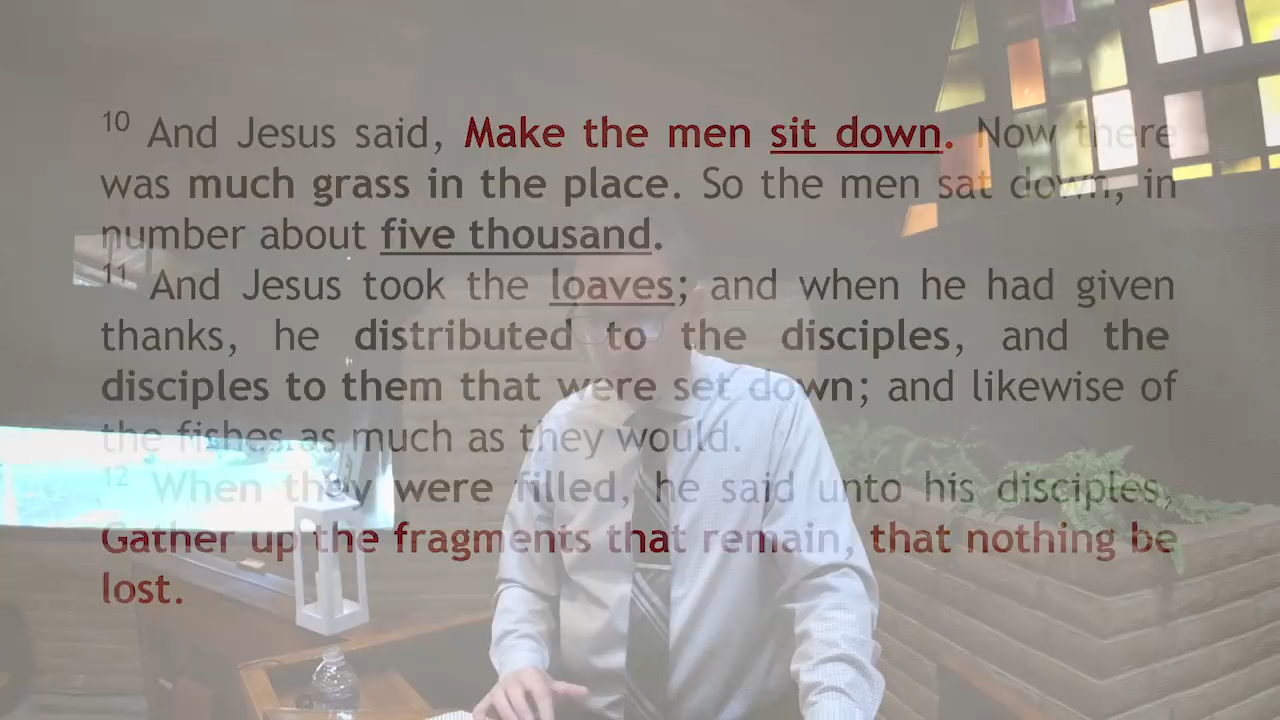 10 And Jesus said, Make the men sit down. Now there
was much grass in the place. So the men sat down, in
number about five thousand.
11 And Jesus took the loaves; and when he had given
thanks, he distributed to the disciples, and the
disciples to them that were set down; and likewise of
the fishes as much as they would.
12 When they were filled, he said unto his disciples,
Gather up the fragments that remain, that nothing be
lost.